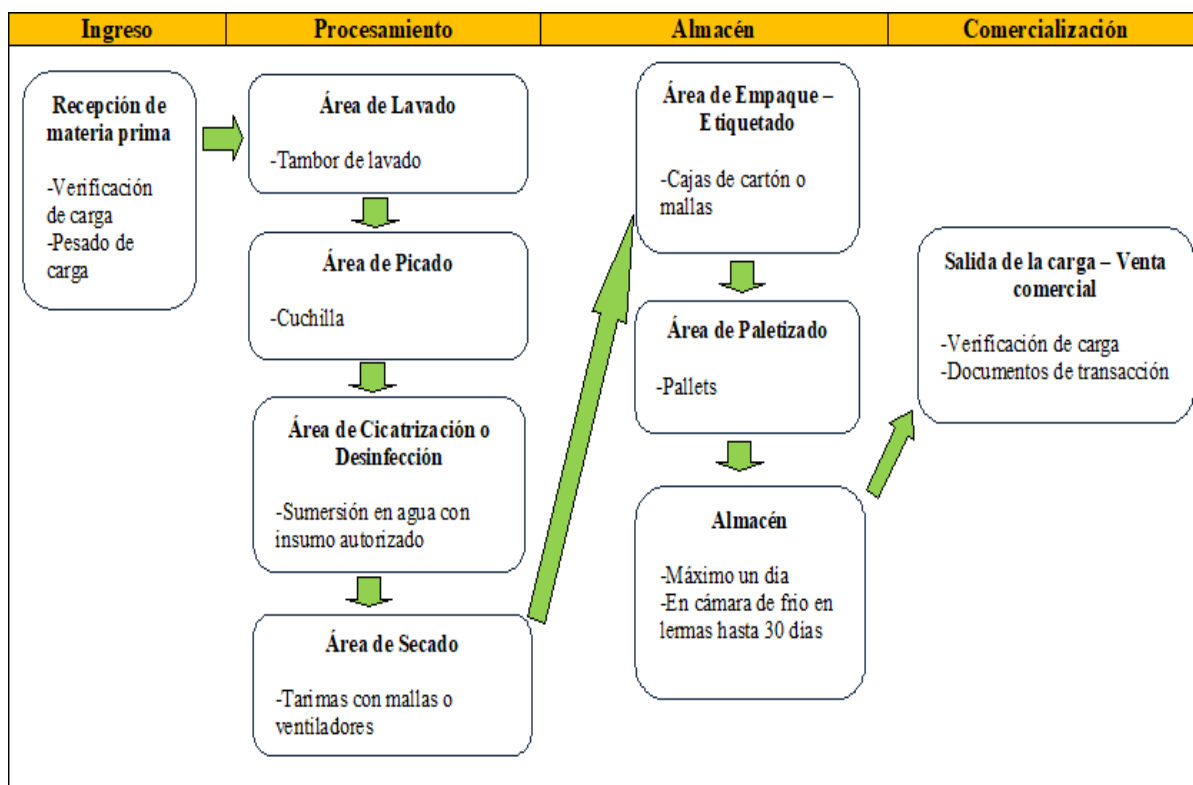 Ingreso
Procesamiento
Almacén
Comercialización
Recepción de
materia prima
-Verificación
de carga
-Pesado de
carga
Área de Lavado
-Tambor de lavado
Área de Picado
-Cuchilla
Área de Cicatrización o
Desinfección
-Sumersión en agua con
insumo autorizado
Área de Secado
-Tarimas con mallas o
ventiladores
Área de Empaque –
Etiquetado
-Cajas de cartón o
mallas
Área de Paletizado
-Pallets
Almacén
-Máximo un día
-En cámara de frio en
lermas hasta 30 días
Salida de la carga – Venta
comercial
-Verificación de carga
-Documentos de transacción